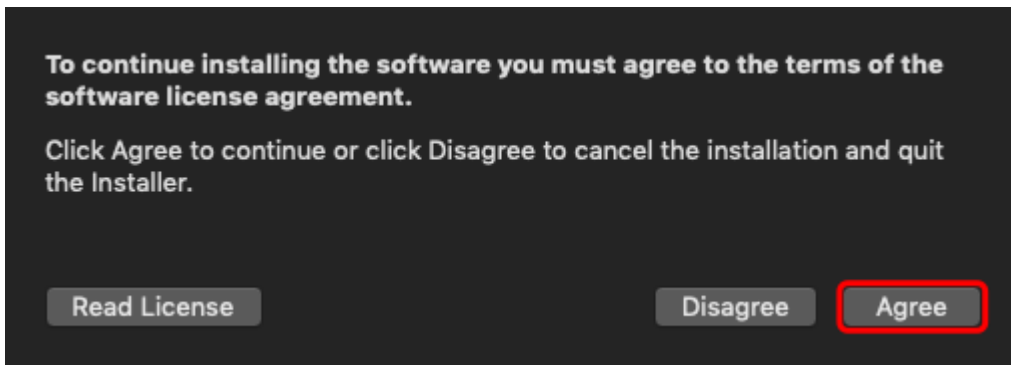 To continue installing the software you must agree to the terms of the
software license agreement.
Click Agree to continue or click Disagree to cancel the installation and quit
the Installer.
Read License
Disagree
Agree